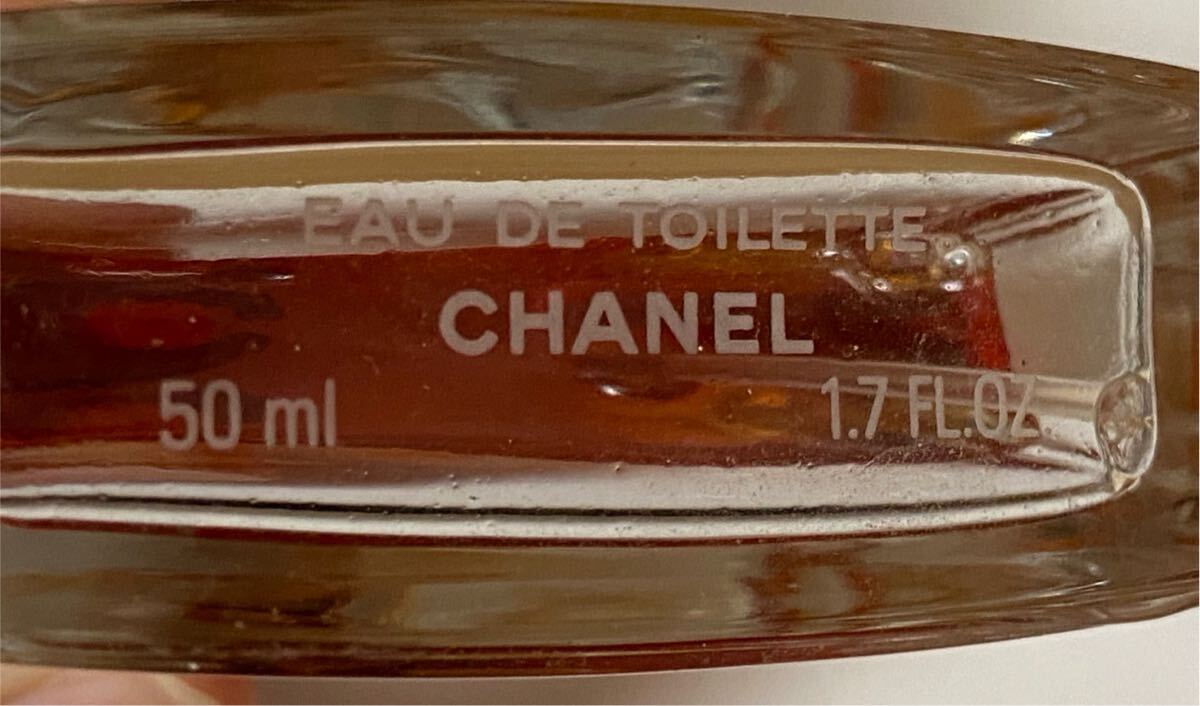 EAU DE TOILETTE
CHANEL
50 ml 1.7 FL.OZ.